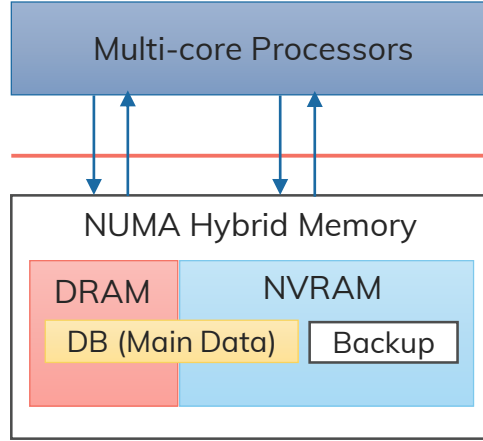 Multi-core Processors
NUMA Hybrid Memory
DRAM
NVRAM
DB (Main Data)
Backup